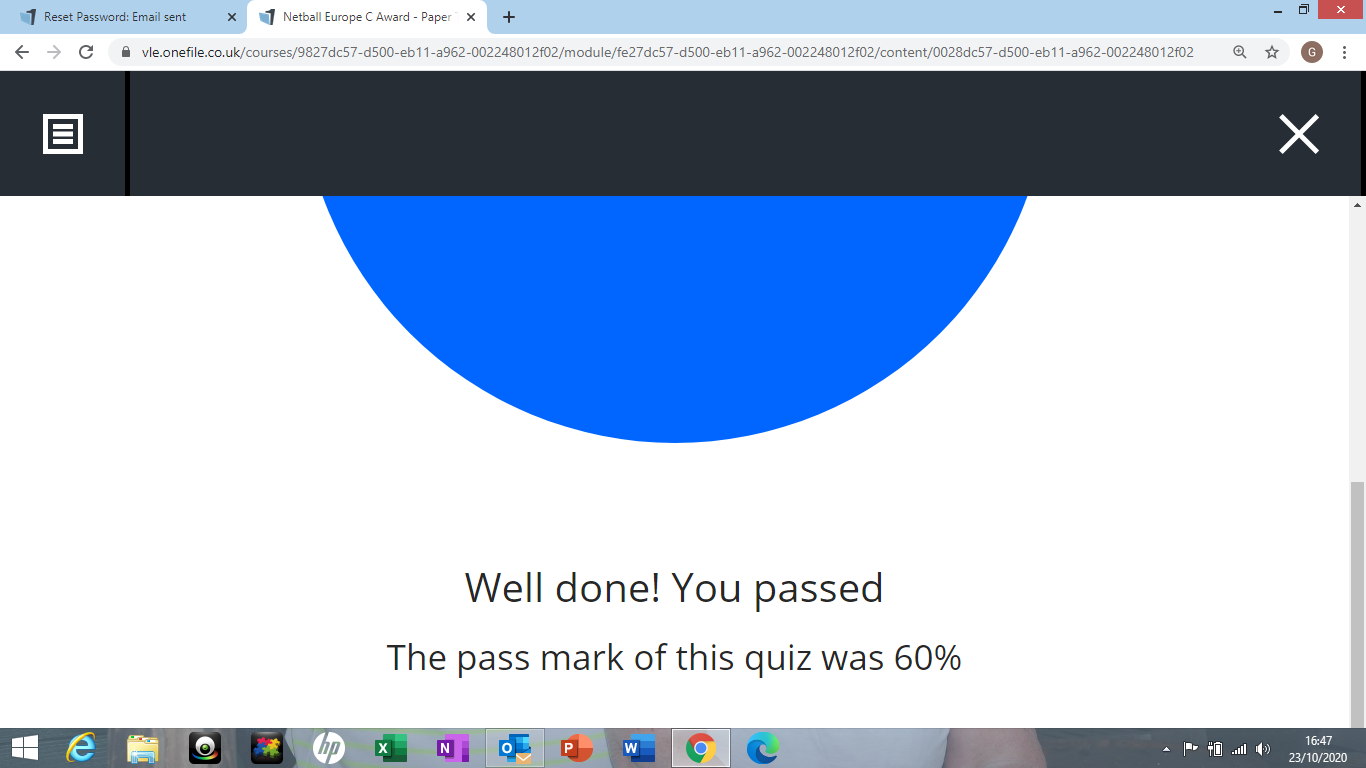 Reset Password: Email sent
Netball Europe C Award - Paper
vle.onefile.co.uk/courses/9827dc57-d500-eb11-a962-002248012f02/module/fe27dc57-d500-eb11-a962-002248012f02/content/0028dc57-d500-eb11-a962-002248012f02
G
Well done! You passed
The pass mark of this quiz was 60%
hp
X
N
O
P
W
16:47
23/10/2020